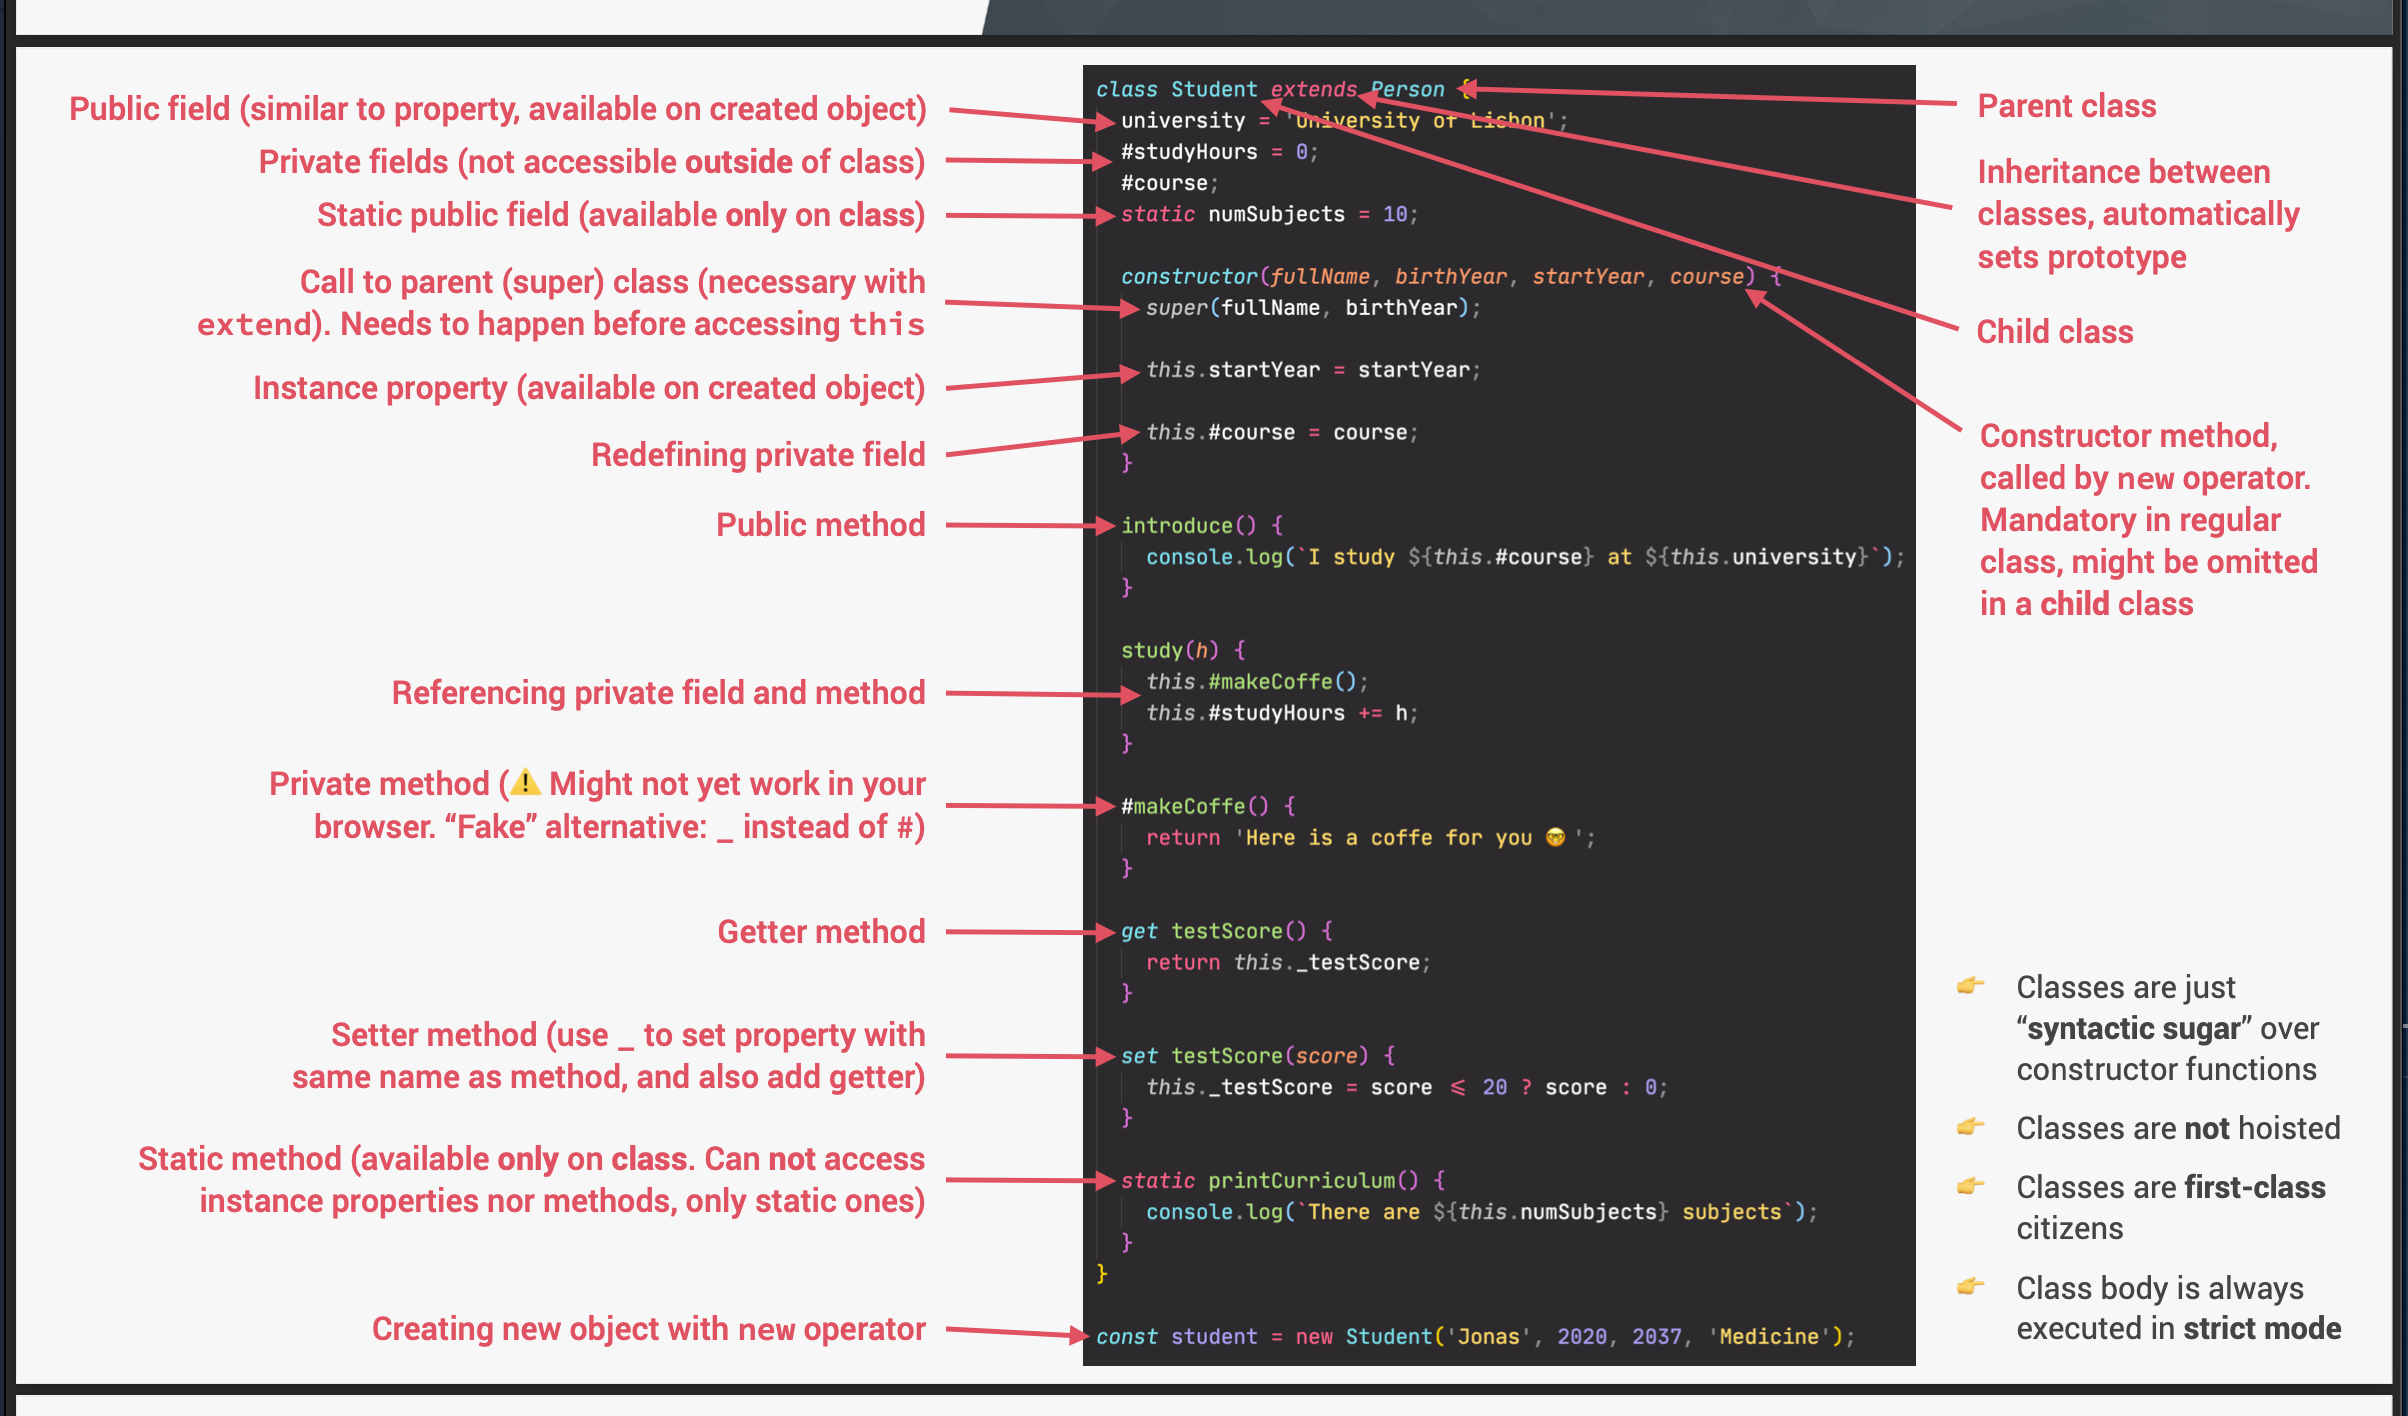 Public field (similar to property, available on created object)
Private fields (not accessible outside of class)
Static public field (available only on class)
Call to parent (super) class (necessary with
extend). Needs to happen before accessing this
Instance property (available on created object)
Redefining private field
Public method
Referencing private field and method
Private method (⚠️ Might not yet work in your
browser. “Fake” alternative: _ instead of #)
Getter method
Setter method (use _ to set property with
same name as method, and also add getter)
Static method (available only on class. Can not access
instance properties nor methods, only static ones)
Creating new object with new operator
class Student extends Person {
university = 'University of Lisbon';
#studyHours = 0;
#course;
static numSubjects = 10;
constructor(fullName, birthYear, startYear, course) {
super(fullName, birthYear);
this.startYear = startYear;
this.#course = course;
}
introduce() {
console.log(`I study ${this.#course} at ${this.university}`);
}
study(h) {
this.#makeCoffe();
this.#studyHours += h;
}
#makeCoffe() {
return 'Here is a coffe for you 🤓 ';
}
get testScore() {
return this._testScore;
}
set testScore(score) {
this._testScore = score ≤ 20 ? score : 0;
}
static printCurriculum() {
console.log(`There are ${this.numSubjects} subjects`);
}
}
const student = new Student('Jonas', 2020, 2037, 'Medicine');
Parent class
Inheritance between
classes, automatically
sets prototype
Child class
Constructor method,
called by new operator.
Mandatory in regular
class, might be omitted
in a child class
👉 Classes are just
“syntactic sugar” over
constructor functions
👉 Classes are not hoisted
👉 Classes are first-class
citizens
👉 Class body is always
executed in strict mode